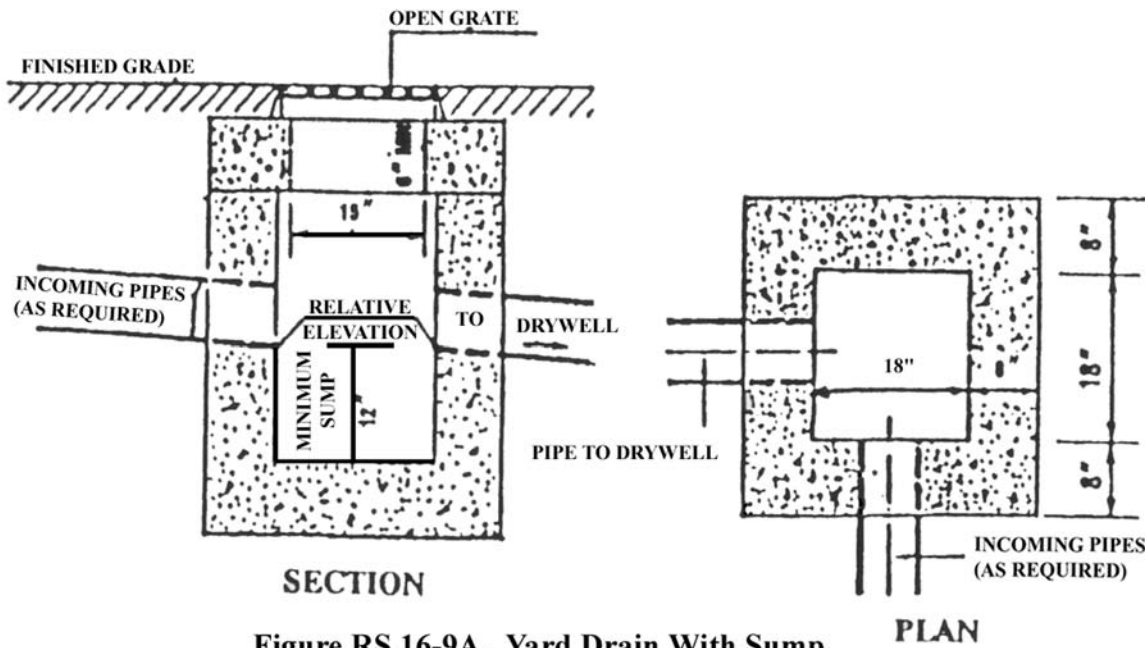 OPEN GRATE
FINISHED GRADE
15"
INCOMING PIPES
(AS REQUIRED)
RELATIVE
ELEVATION
TO
DRYWELL
MINIMUM
SUMP
12"
SECTION
8"
18"
18"
8"
PIPE TO DRYWELL
INCOMING PIPES
(AS REQUIRED)
PLAN
Figure RS 16-9A. Yard Drain With Sump